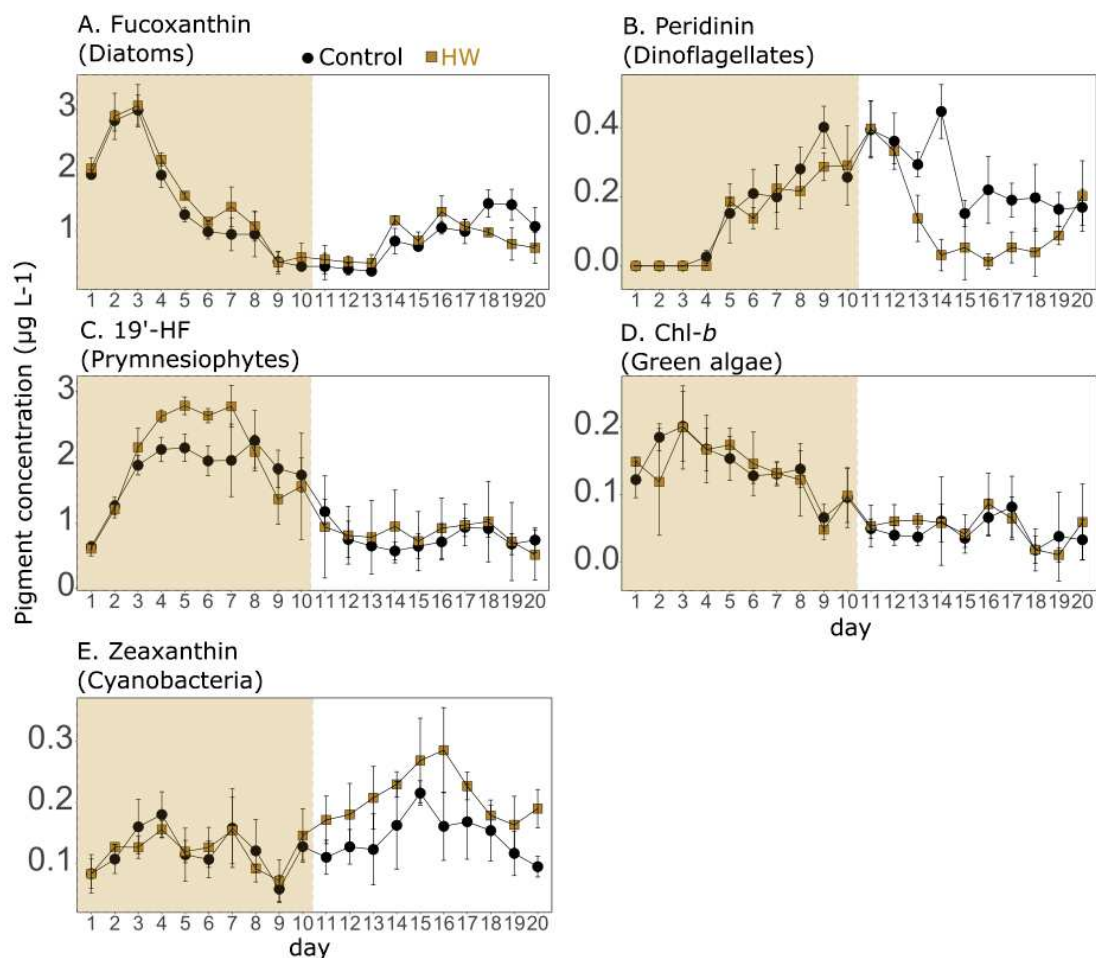 A. Fucoxanthin
(Diatoms)
Control HW
3
2
1
1 2 3 4 5 6 7 8 9 10 11 12 13 14 15 16 17 18 19 20
B. Peridinin
(Dinoflagellates)
0.4
0.2
0.0
1 2 3 4 5 6 7 8 9 10 11 12 13 14 15 16 17 18 19 20
Pigment concentration (µg L-1)
C. 19'-HF
(Prymnesiophytes)
3
2
1
0
1 2 3 4 5 6 7 8 9 10 11 12 13 14 15 16 17 18 19 20
D. Chl-b
(Green algae)
0.2
0.1
0.0
1 2 3 4 5 6 7 8 9 10 11 12 13 14 15 16 17 18 19 20
day
E. Zeaxanthin
(Cyanobacteria)
0.3
0.2
0.1
1 2 3 4 5 6 7 8 9 10 11 12 13 14 15 16 17 18 19 20
day